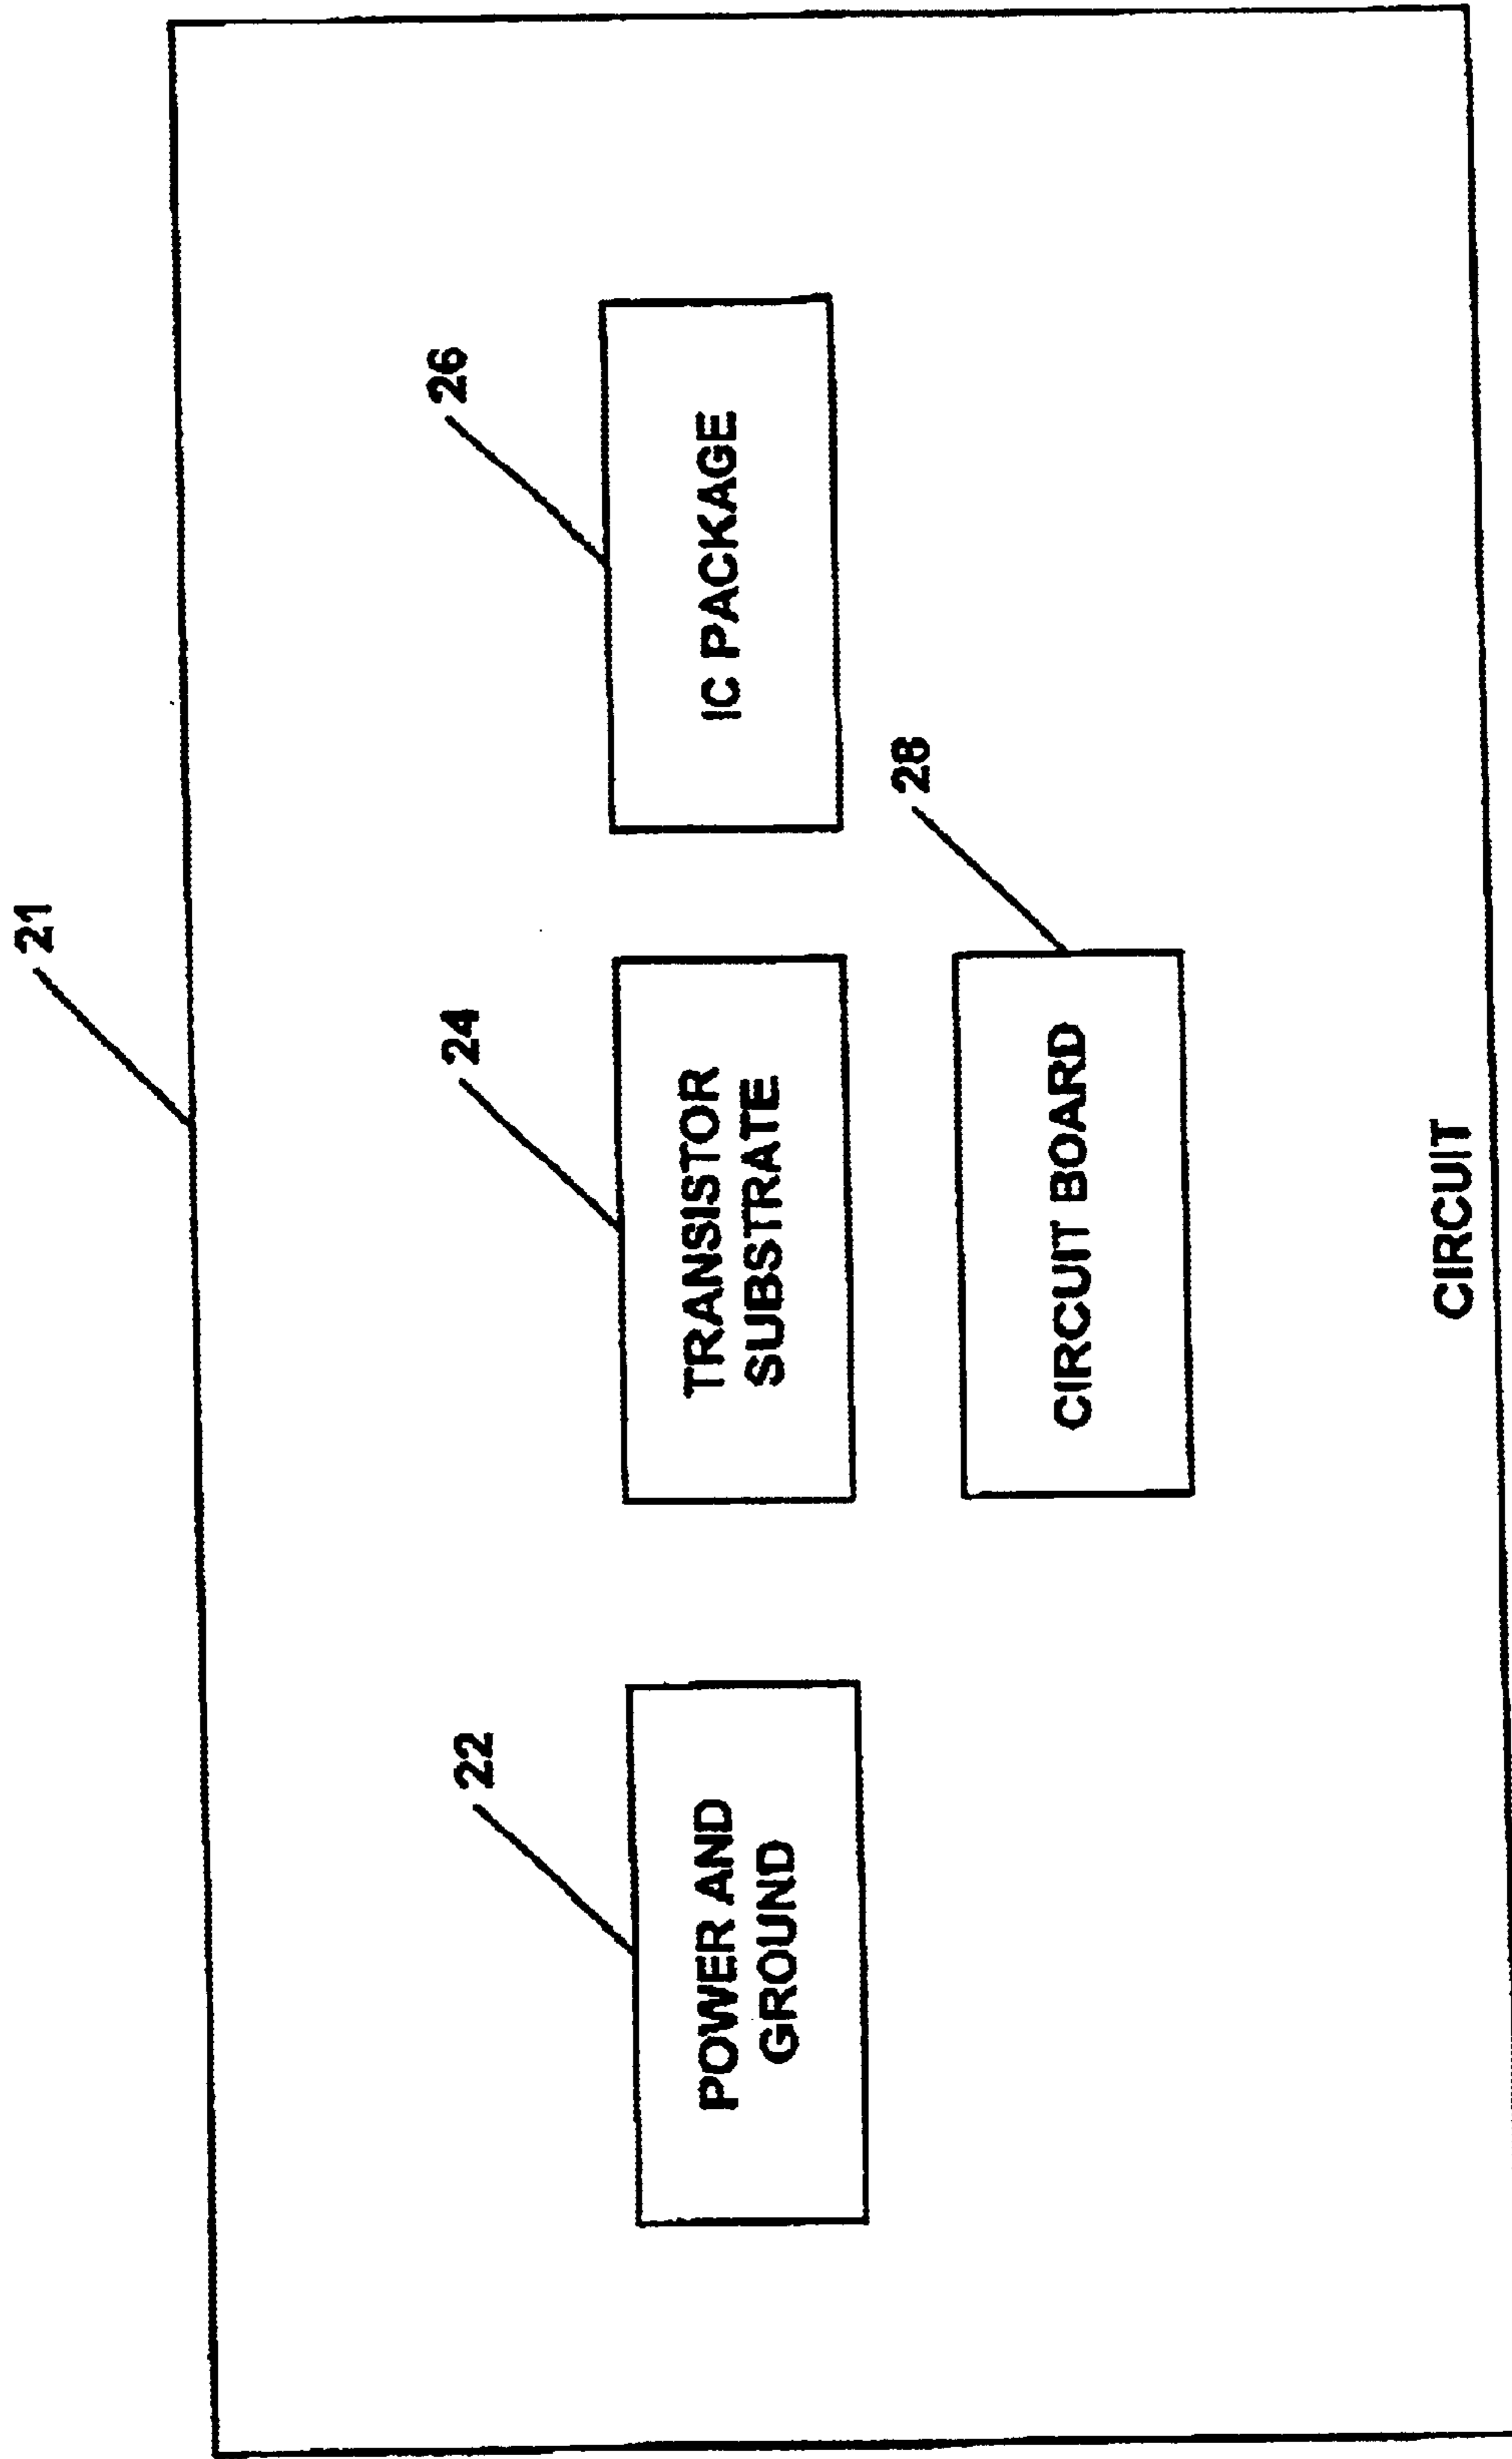 21
22
24
26
POWER AND
GROUND
TRANSISTOR
SUBSTRATE
IC PACKAGE
28
CIRCUIT BOARD
CIRCUIT